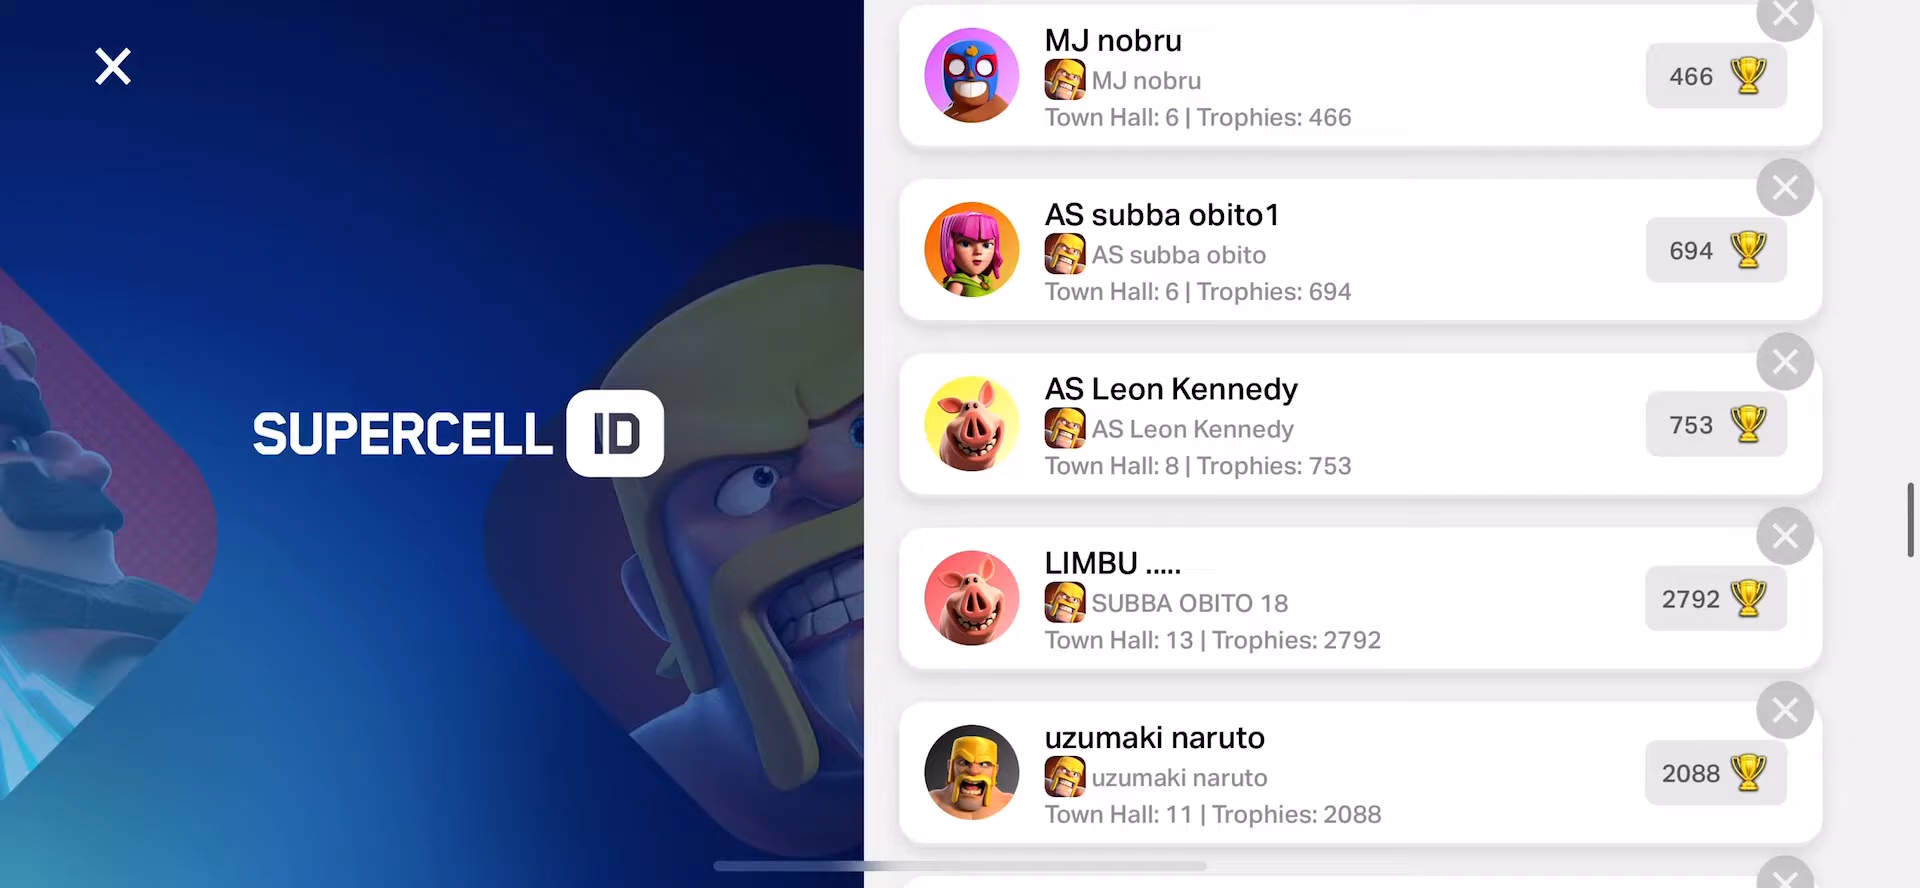 SUPERCELL ID
MJ nobru
MJ nobru
Town Hall: 6 | Trophies: 466
466
AS subba obito1
AS subba obito
Town Hall: 6 | Trophies: 694
694
AS Leon Kennedy
AS Leon Kennedy
Town Hall: 8 | Trophies: 753
753
LIMBU .....
SUBBA OBITO 18
Town Hall: 13 | Trophies: 2792
2792
uzumaki naruto
uzumaki naruto
Town Hall: 11 | Trophies: 2088
2088